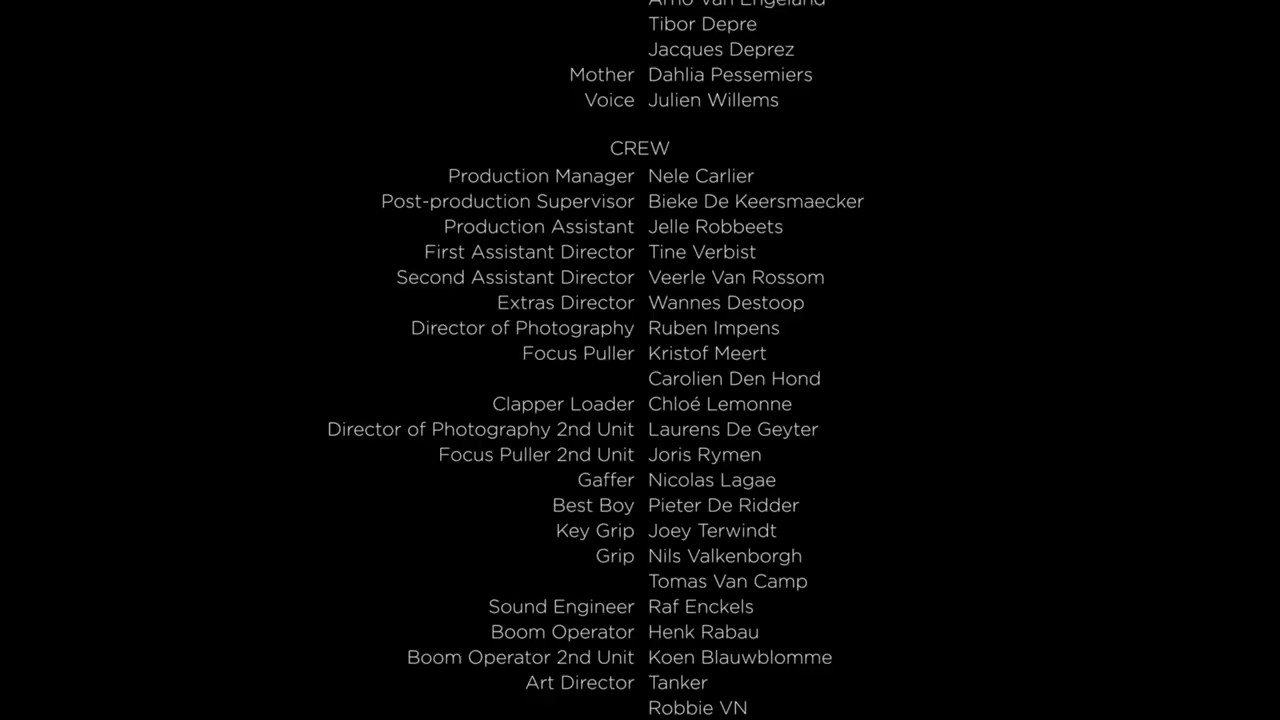 Arno Van Engeland
Tibor Depre
Jacques Deprez
Mother Dahlia Pessemiers
Voice Julien Willems
CREW
Production Manager Nele Carlier
Post-production Supervisor Bieke De Keersmaecker
Production Assistant Jelle Robbeets
First Assistant Director Tine Verbist
Second Assistant Director Veerle Van Rossom
Extras Director Wannes Destoop
Director of Photography Ruben Impens
Focus Puller Kristof Meert
Carolien Den Hond
Clapper Loader Chloé Lemonne
Director of Photography 2nd Unit Laurens De Geyter
Focus Puller 2nd Unit Joris Rymen
Gaffer Nicolas Lagae
Best Boy Pieter De Ridder
Key Grip Joey Terwindt
Grip Nils Valkenborgh
Tomas Van Camp
Sound Engineer Raf Enckels
Boom Operator Henk Rabau
Boom Operator 2nd Unit Koen Blauwblomme
Art Director Tanker
Robbie VN